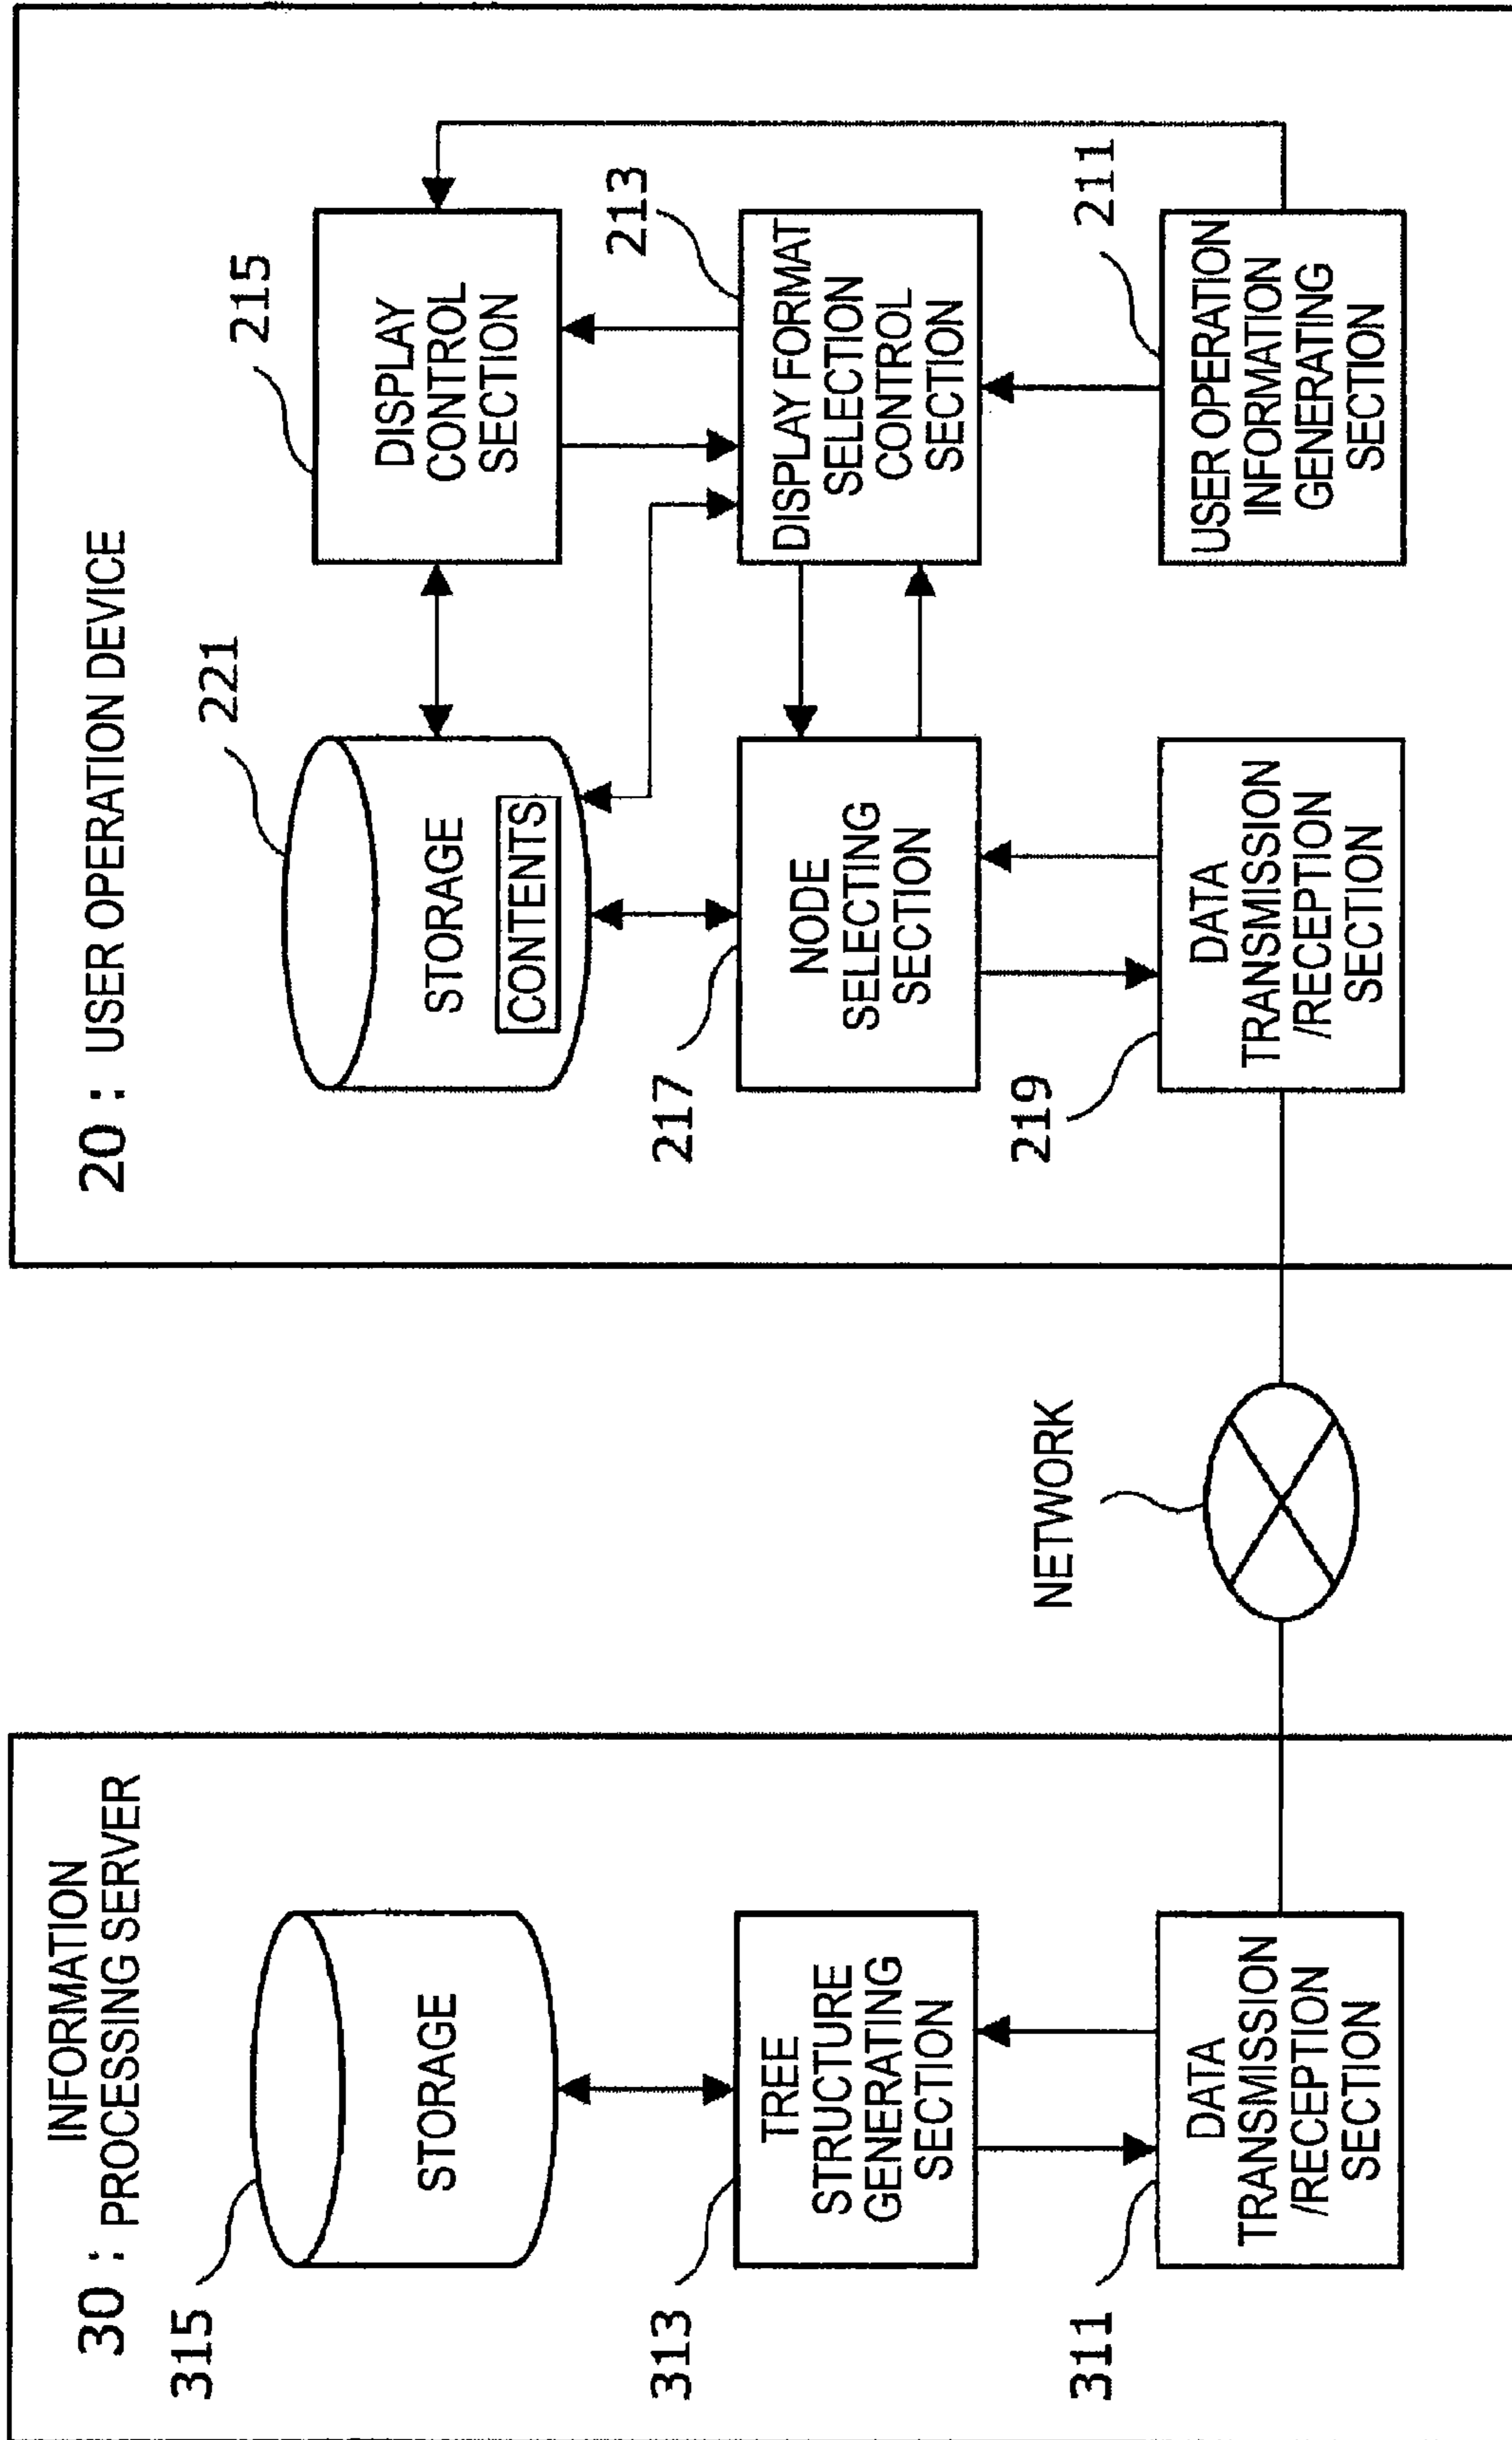 INFORMATION
30 : PROCESSING SERVER
315
STORAGE
313
TREE
STRUCTURE
GENERATING
SECTION
311
DATA
TRANSMISSION
/RECEPTION
SECTION
NETWORK
20 : USER OPERATION DEVICE
221
STORAGE
CONTENTS
215
DISPLAY
CONTROL
SECTION
217
NODE
SELECTING
SECTION
213
DISPLAY FORMAT
SELECTION
CONTROL
SECTION
219
DATA
TRANSMISSION
/RECEPTION
SECTION
211
USER OPERATION
INFORMATION
GENERATING
SECTION